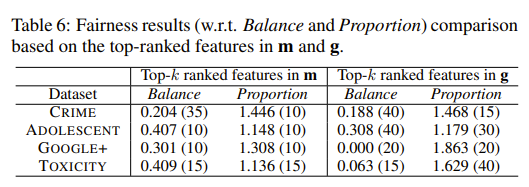 Table 6: Fairness results (w.r.t. Balance and Proportion) comparison
based on the top-ranked features in m and g.
Top-k ranked features in m Top-k ranked features in g
Dataset Balance Proportion Balance Proportion
CRIME 0.204 (35) 1.446 (10) 0.188 (40) 1.468 (15)
ADOLESCENT 0.407 (10) 1.148 (10) 0.308 (40) 1.179 (30)
GOOGLE+ 0.301 (10) 1.308 (10) 0.000 (20) 1.863 (20)
TOXICITY 0.409 (15) 1.136 (15) 0.063 (15) 1.629 (40)